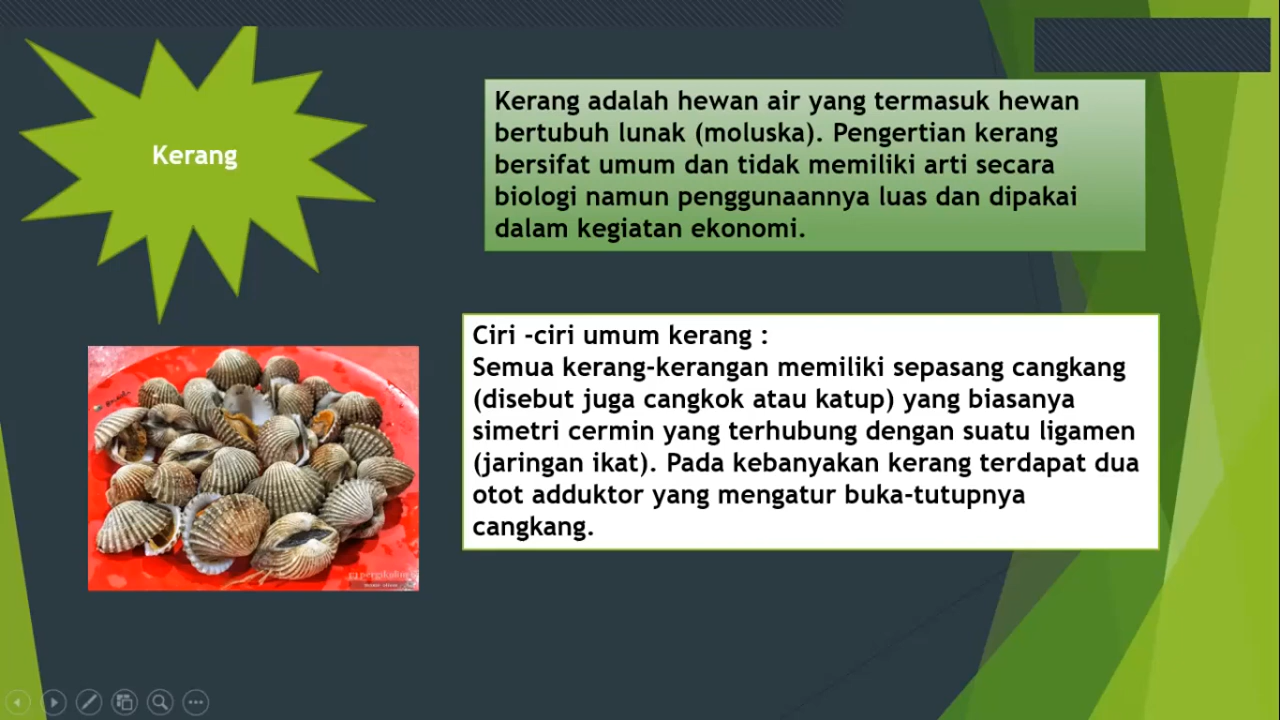 Kerang
Kerang adalah hewan air yang termasuk hewan
bertubuh lunak (moluska). Pengertian kerang
bersifat umum dan tidak memiliki arti secara
biologi namun penggunaannya luas dan dipakai
dalam kegiatan ekonomi.
Ciri -ciri umum kerang :
Semua kerang-kerangan memiliki sepasang cangkang
(disebut juga cangkok atau katup) yang biasanya
simetri cermin yang terhubung dengan suatu ligamen
(jaringan ikat). Pada kebanyakan kerang terdapat dua
otot adduktor yang mengatur buka-tutupnya
cangkang.